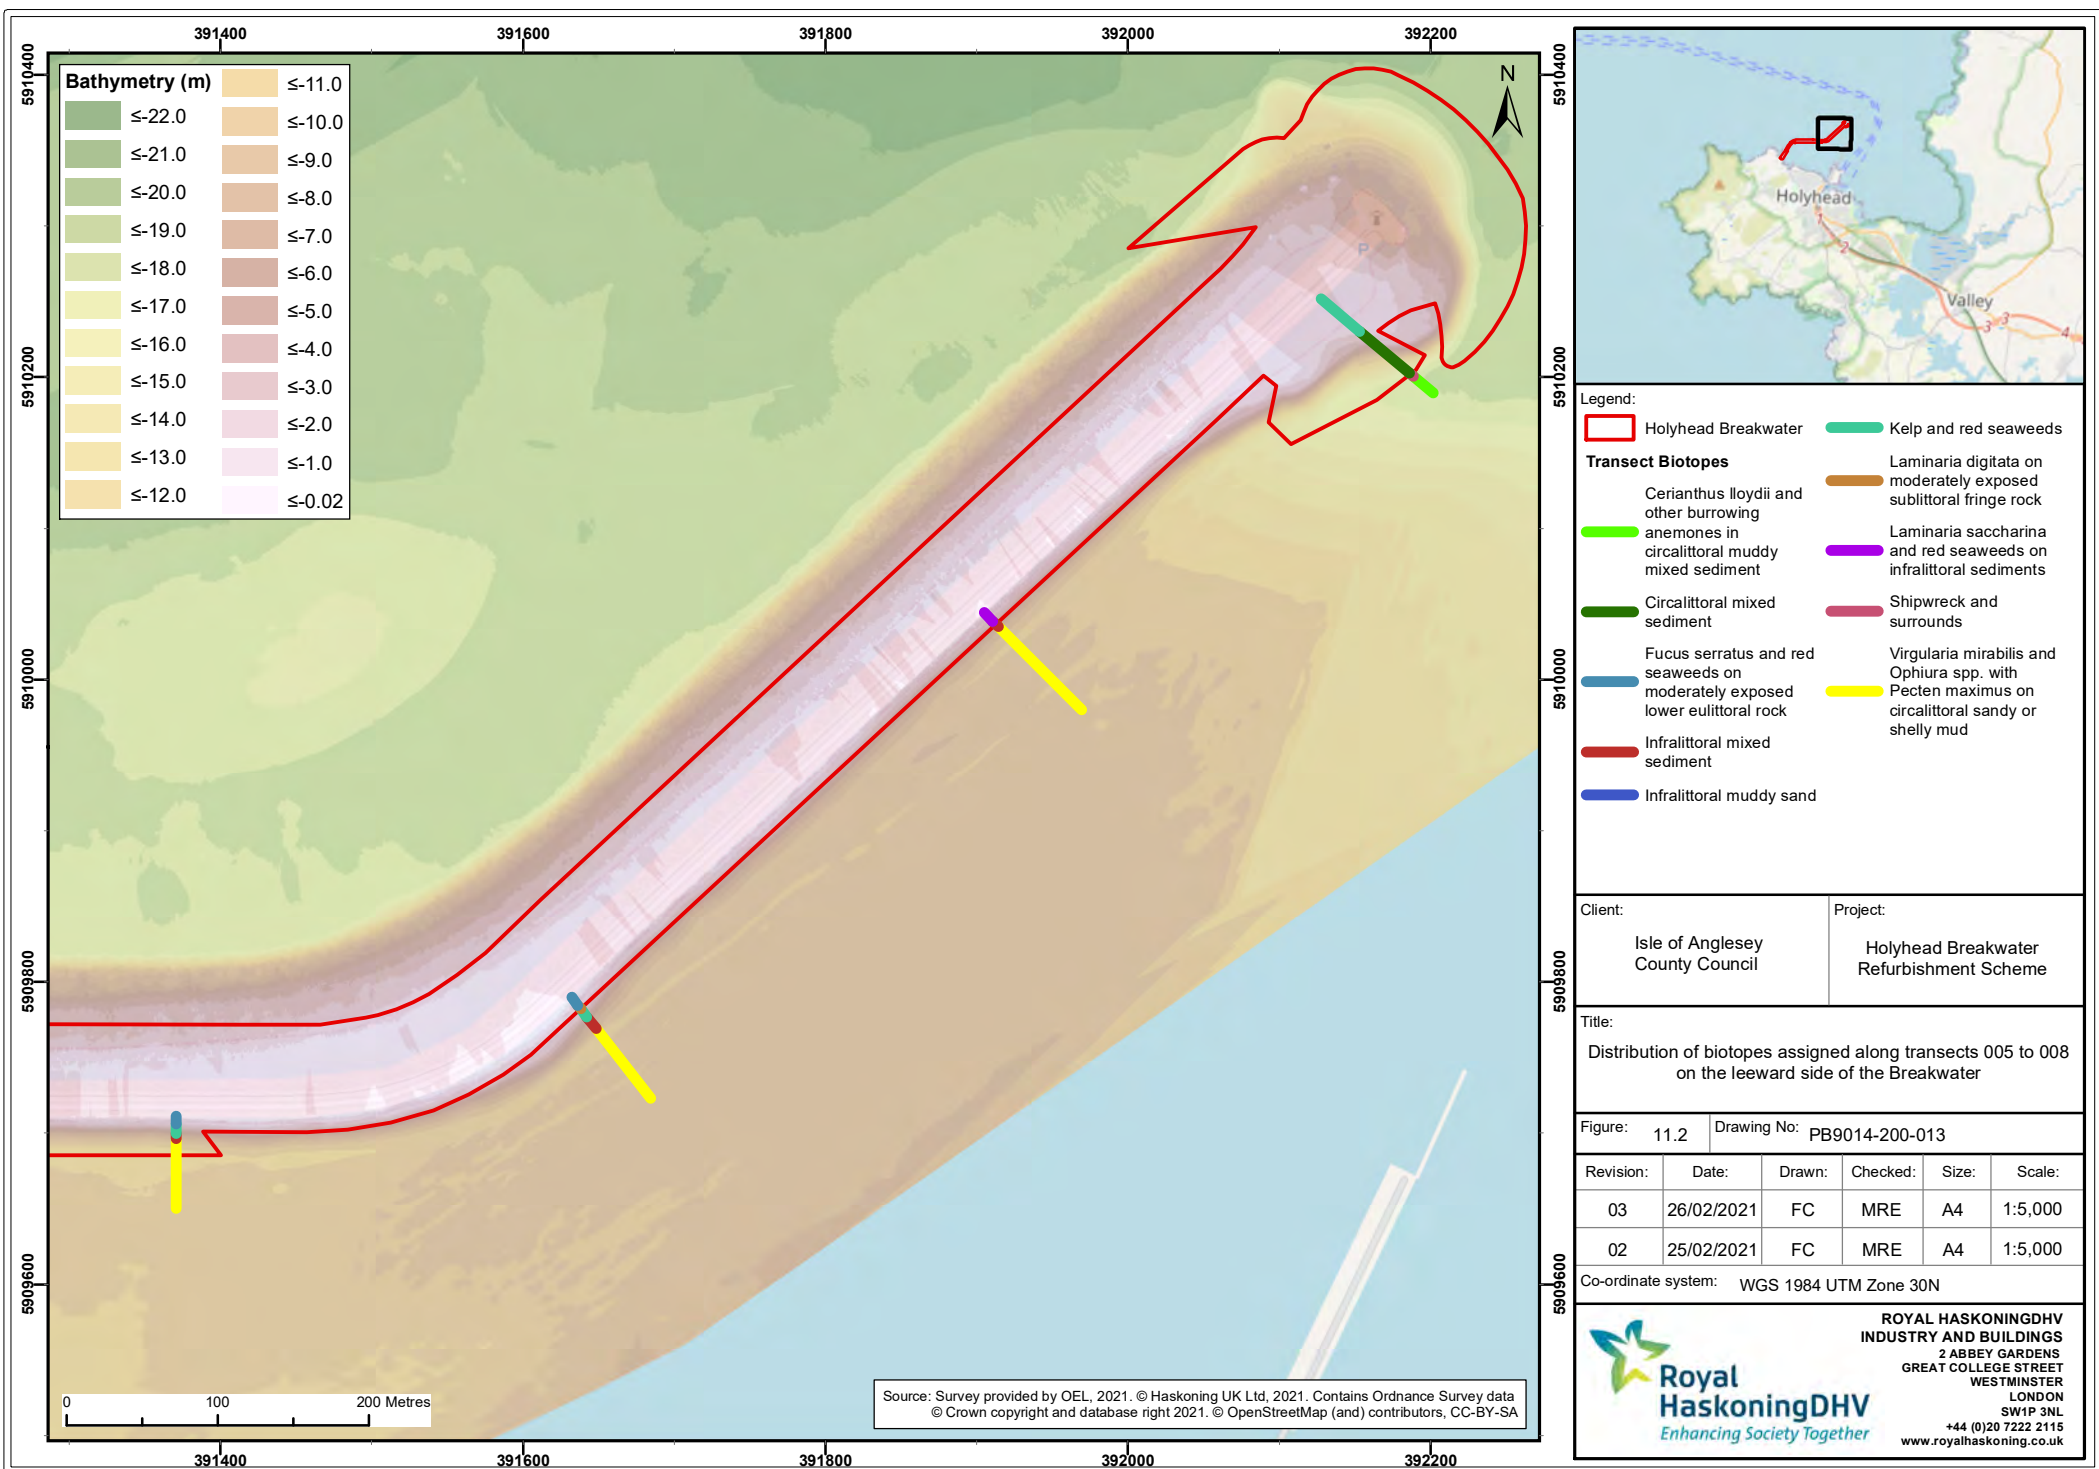 391400
391600
391800
392000
392200
5910400
5910200
5910000
5909800
5909600
5910400
5910200
5910000
5909800
5909600
391400
391600
391800
392000
392200
Bathymetry (m)
≤-22.0
≤-21.0
≤-20.0
≤-19.0
≤-18.0
≤-17.0
≤-16.0
≤-15.0
≤-14.0
≤-13.0
≤-12.0
≤-11.0
≤-10.0
≤-9.0
≤-8.0
≤-7.0
≤-6.0
≤-5.0
≤-4.0
≤-3.0
≤-2.0
≤-1.0
≤-0.02
N
P
0 100 200 Metres
Source: Survey provided by OEL, 2021. © Haskoning UK Ltd, 2021. Contains Ordnance Survey data
© Crown copyright and database right 2021. © OpenStreetMap (and) contributors, CC-BY-SA
Holyhead
1
2
Valley
3
3
4
Legend:
Holyhead Breakwater
Transect Biotopes
Cerianthus lloydii and
other burrowing
anemones in
circalittoral muddy
mixed sediment
Circalittoral mixed
sediment
Fucus serratus and red
seaweeds on
moderately exposed
lower eulittoral rock
Infralittoral mixed
sediment
Infralittoral muddy sand
Kelp and red seaweeds
Laminaria digitata on
moderately exposed
sublittoral fringe rock
Laminaria saccharina
and red seaweeds on
infralittoral sediments
Shipwreck and
surrounds
Virgularia mirabilis and
Ophiura spp. with
Pecten maximus on
circalittoral sandy or
shelly mud
Client:
Isle of Anglesey
County Council
Project:
Holyhead Breakwater
Refurbishment Scheme
Title:
Distribution of biotopes assigned along transects 005 to 008
on the leeward side of the Breakwater
Figure: 11.2 Drawing No: PB9014-200-013
Revision: Date: Drawn: Checked: Size: Scale:
03 26/02/2021 FC MRE A4 1:5,000
02 25/02/2021 FC MRE A4 1:5,000
Co-ordinate system: WGS 1984 UTM Zone 30N
Royal
HaskoningDHV
Enhancing Society Together
ROYAL HASKONINGDHV
INDUSTRY AND BUILDINGS
2 ABBEY GARDENS
GREAT COLLEGE STREET
WESTMINSTER
LONDON
SW1P 3NL
+44 (0)20 7222 2115
www.royalhaskoning.co.uk